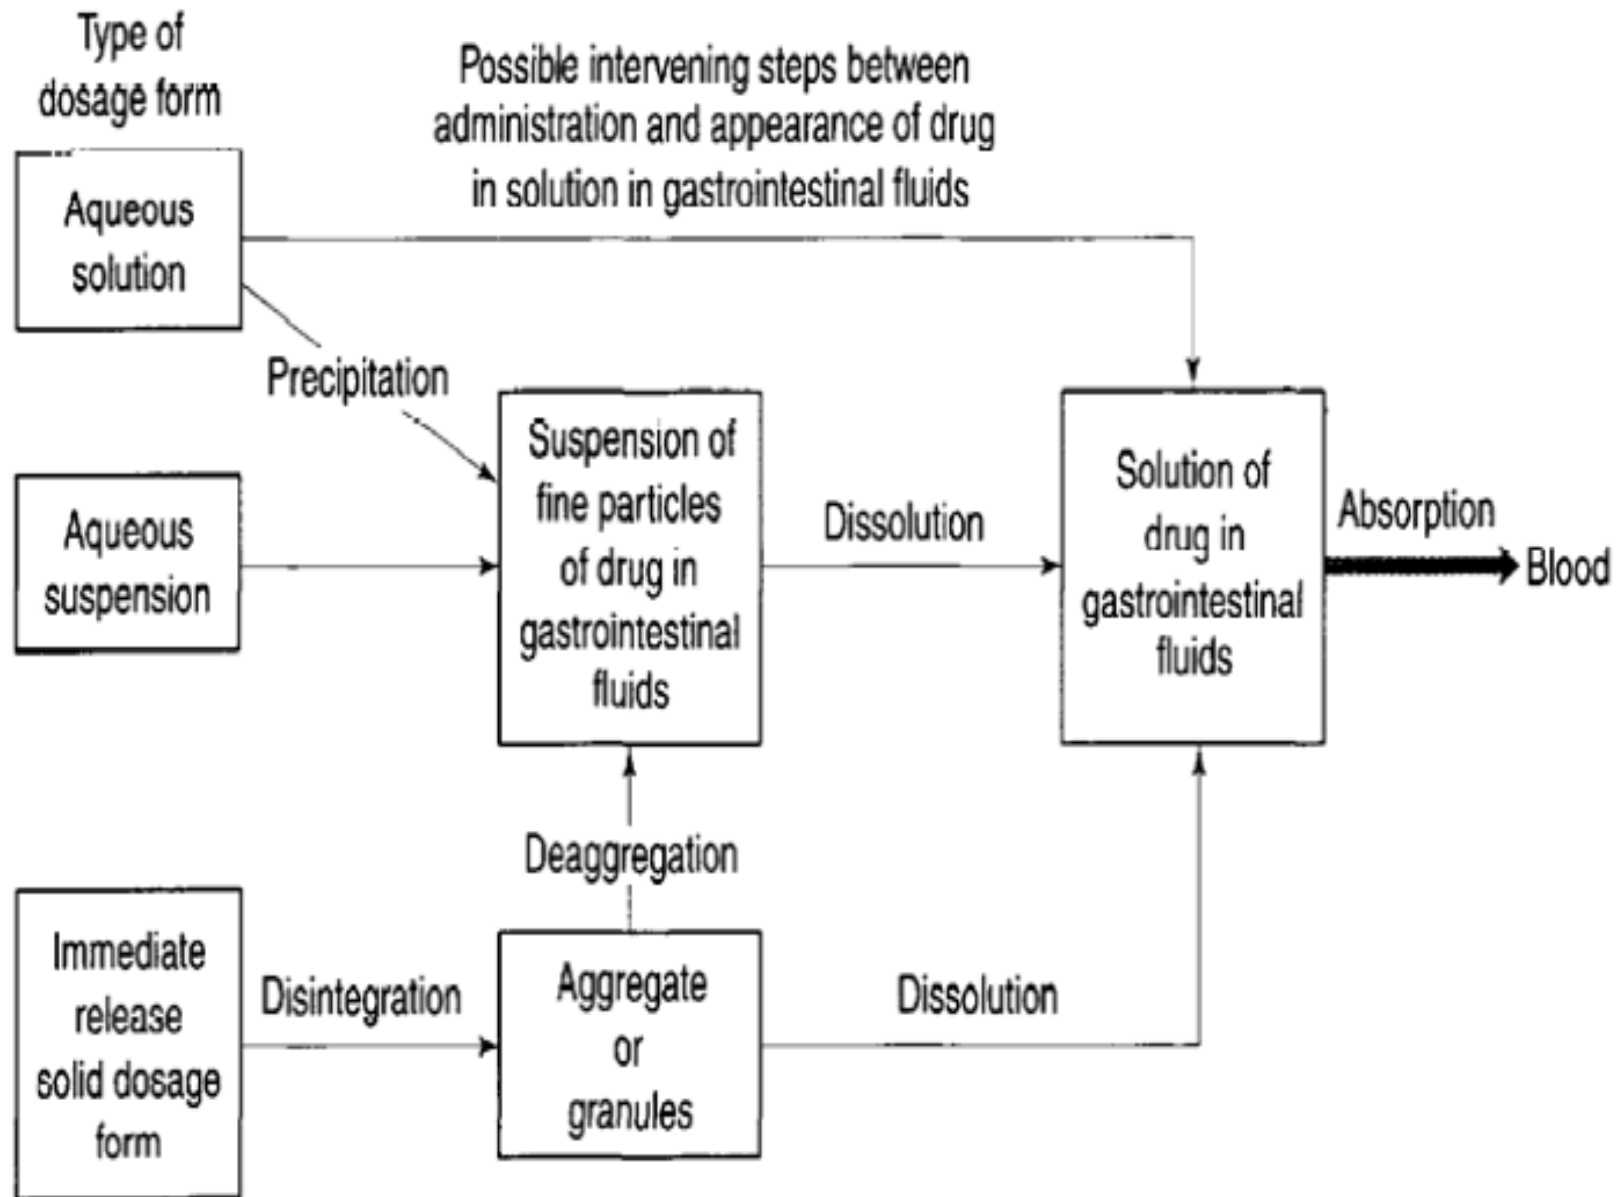 Type of
dosage form
Possible intervening steps between
administration and appearance of drug
in solution in gastrointestinal fluids
Aqueous
solution
Precipitation
Aqueous
suspension
Suspension of
fine particles
of drug in
gastrointestinal
fluids
Dissolution
Solution of
drug in
gastrointestinal
fluids
Absorption
Blood
Deaggregation
Immediate
release
solid dosage
form
Disintegration
Aggregate
or
granules
Dissolution